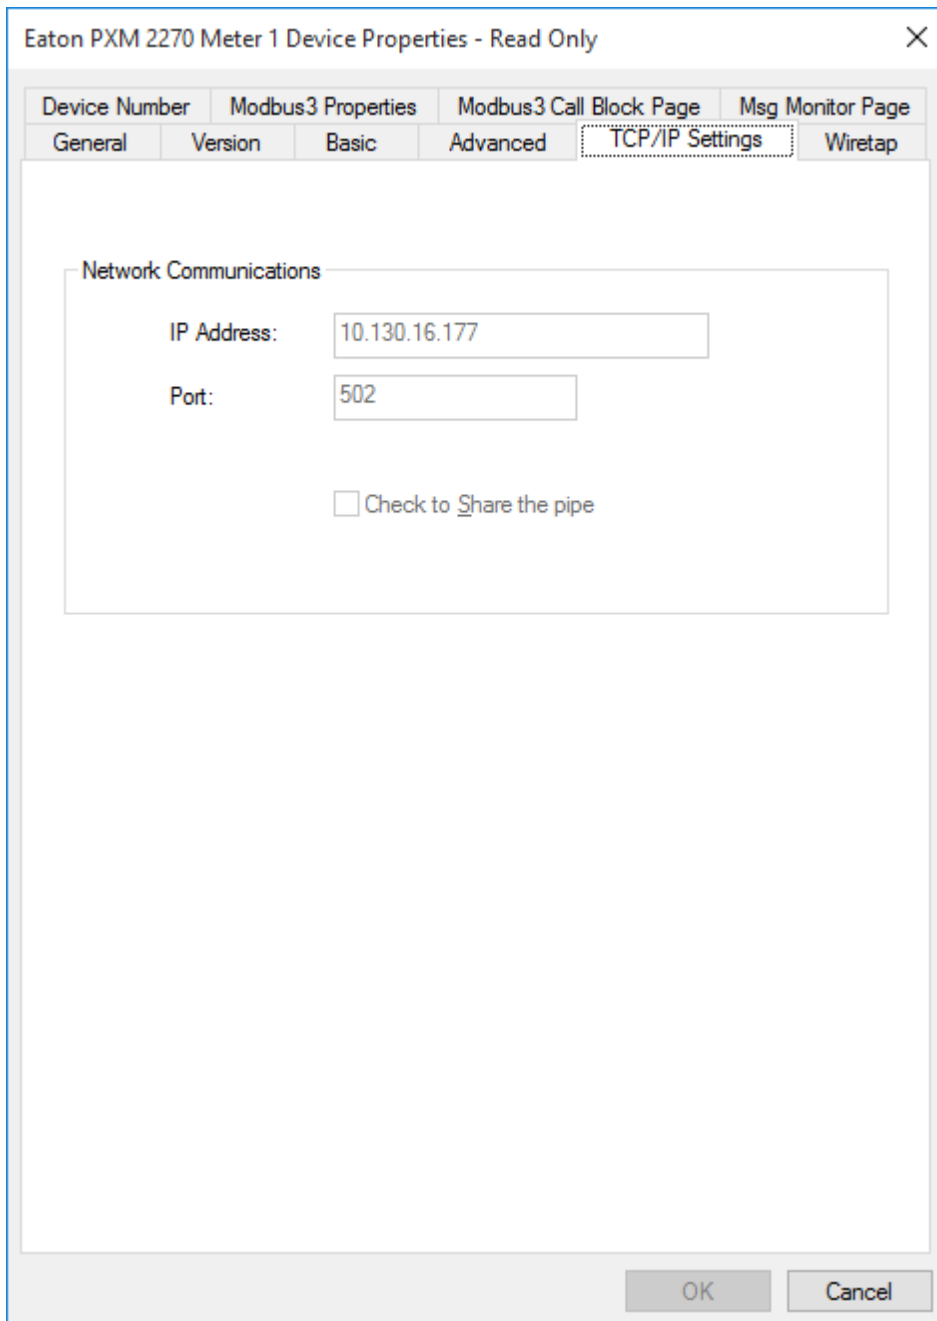 Eaton PXM 2270 Meter 1 Device Properties - Read Only
Device Number Modbus3 Properties Modbus3 Call Block Page Msg Monitor Page
General Version Basic Advanced TCP/IP Settings Wiretap
Network Communications
IP Address: 10.130.16.177
Port: 502
Check to Share the pipe
OK Cancel